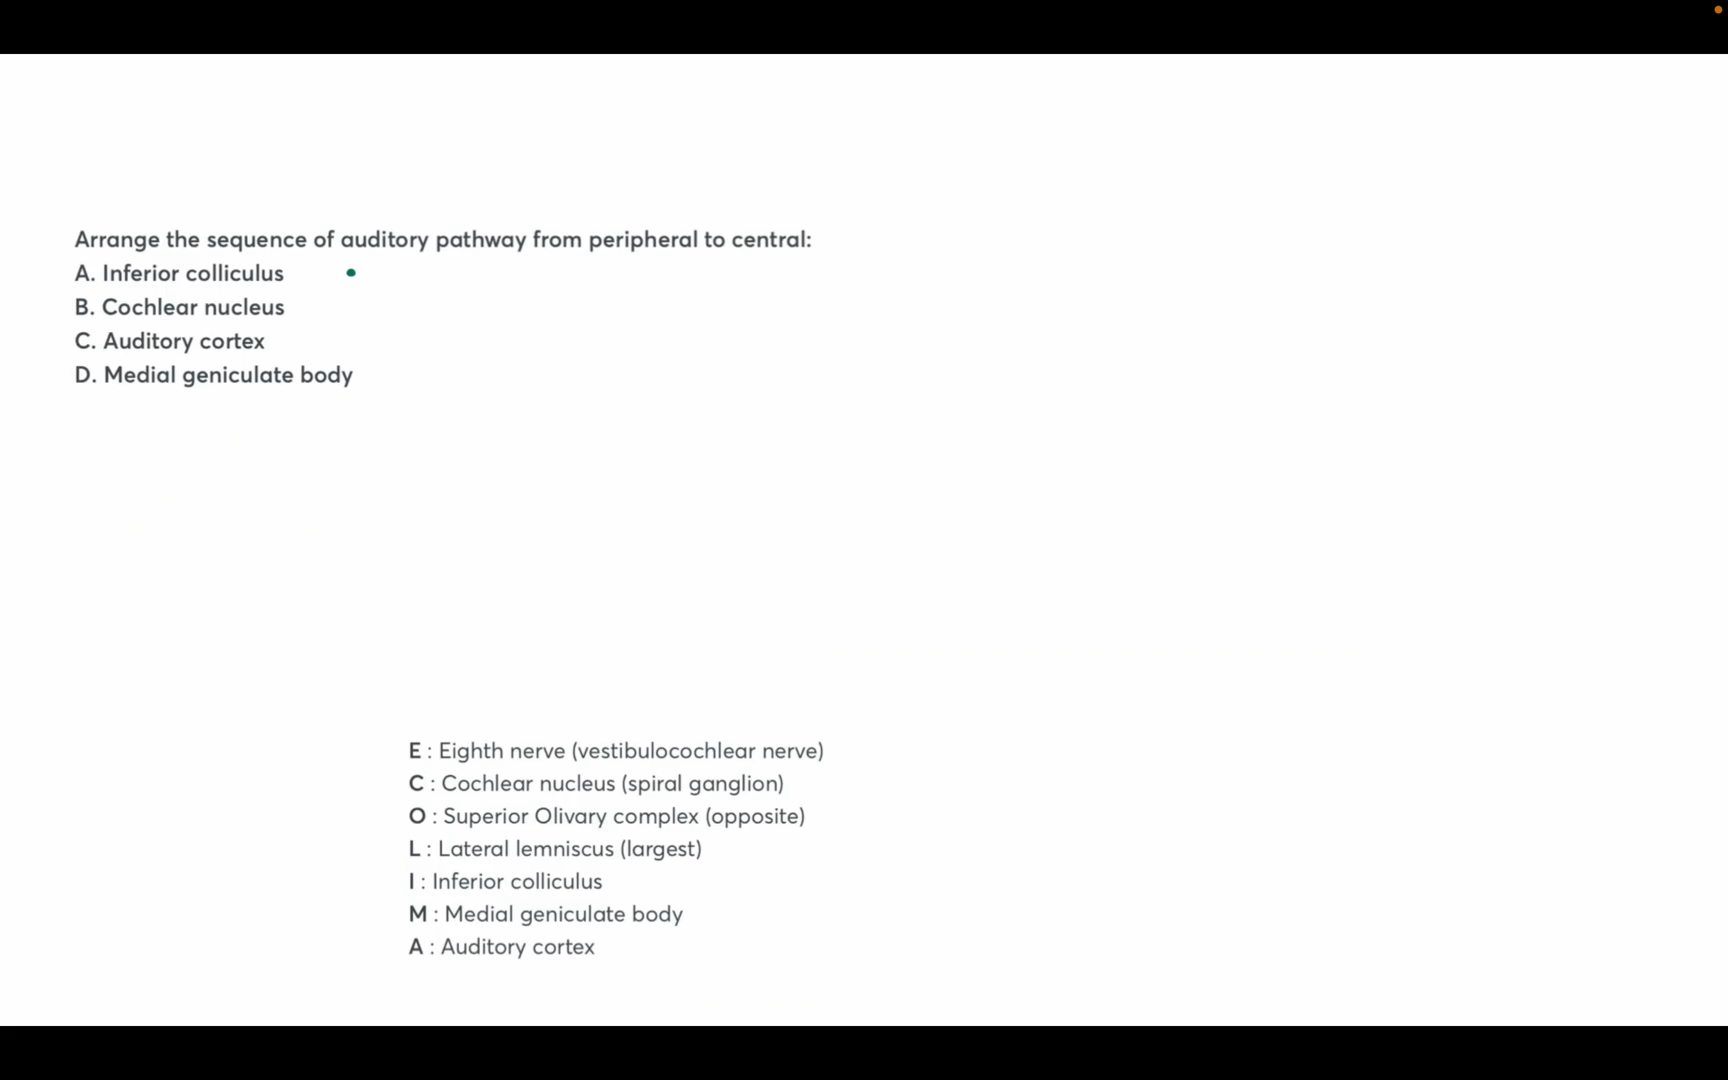 Arrange the sequence of auditory pathway from peripheral to central:
A. Inferior colliculus
B. Cochlear nucleus
C. Auditory cortex
D. Medial geniculate body
E : Eighth nerve (vestibulocochlear nerve)
C : Cochlear nucleus (spiral ganglion)
O : Superior Olivary complex (opposite)
L : Lateral lemniscus (largest)
I : Inferior colliculus
M : Medial geniculate body
A : Auditory cortex